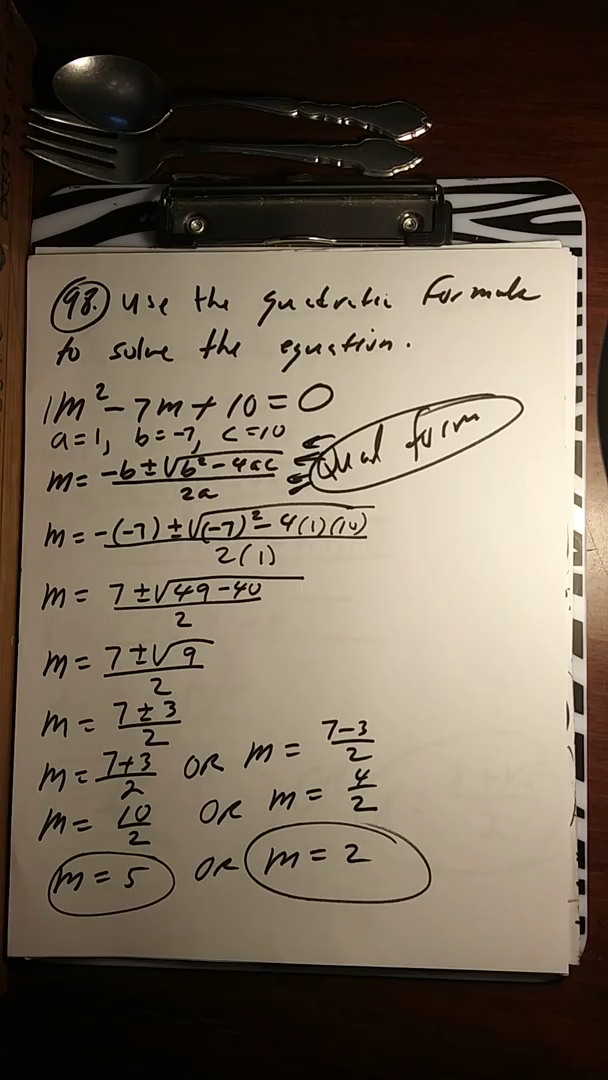 98. Use the quadratic Formula
to solve the equation.
1m² - 7m + 10 = 0
a=1, b=-7, c=10
m = (-b ± √(b² - 4ac)) / 2a
Quad form
m = (-(-7) ± √((-7)² - 4(1)(10))) / 2(1)
m = (7 ± √(49 - 40)) / 2
m = (7 ± √9) / 2
m = (7 ± 3) / 2
m = (7+3)/2 OR m = (7-3)/2
m = 10/2 OR m = 4/2
m = 5 OR m = 2